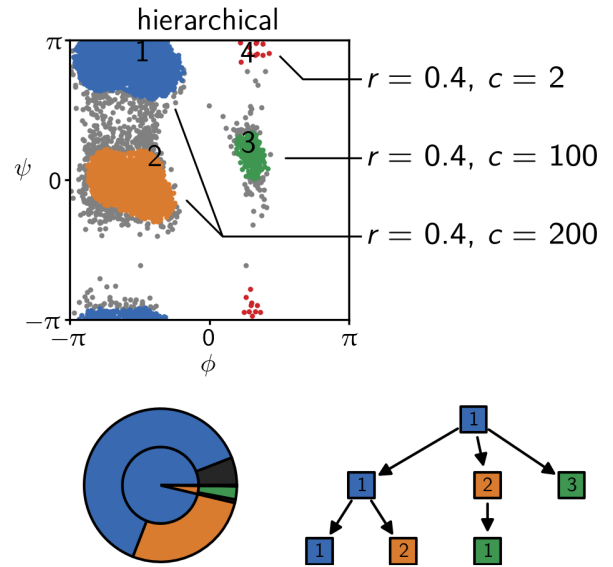 hierarchical
π
1
4
r = 0.4, c = 2
2
3
r = 0.4, c = 100
ψ
0
r = 0.4, c = 200
−π
−π
0
π
ϕ
1
1
2
3
1
2
1